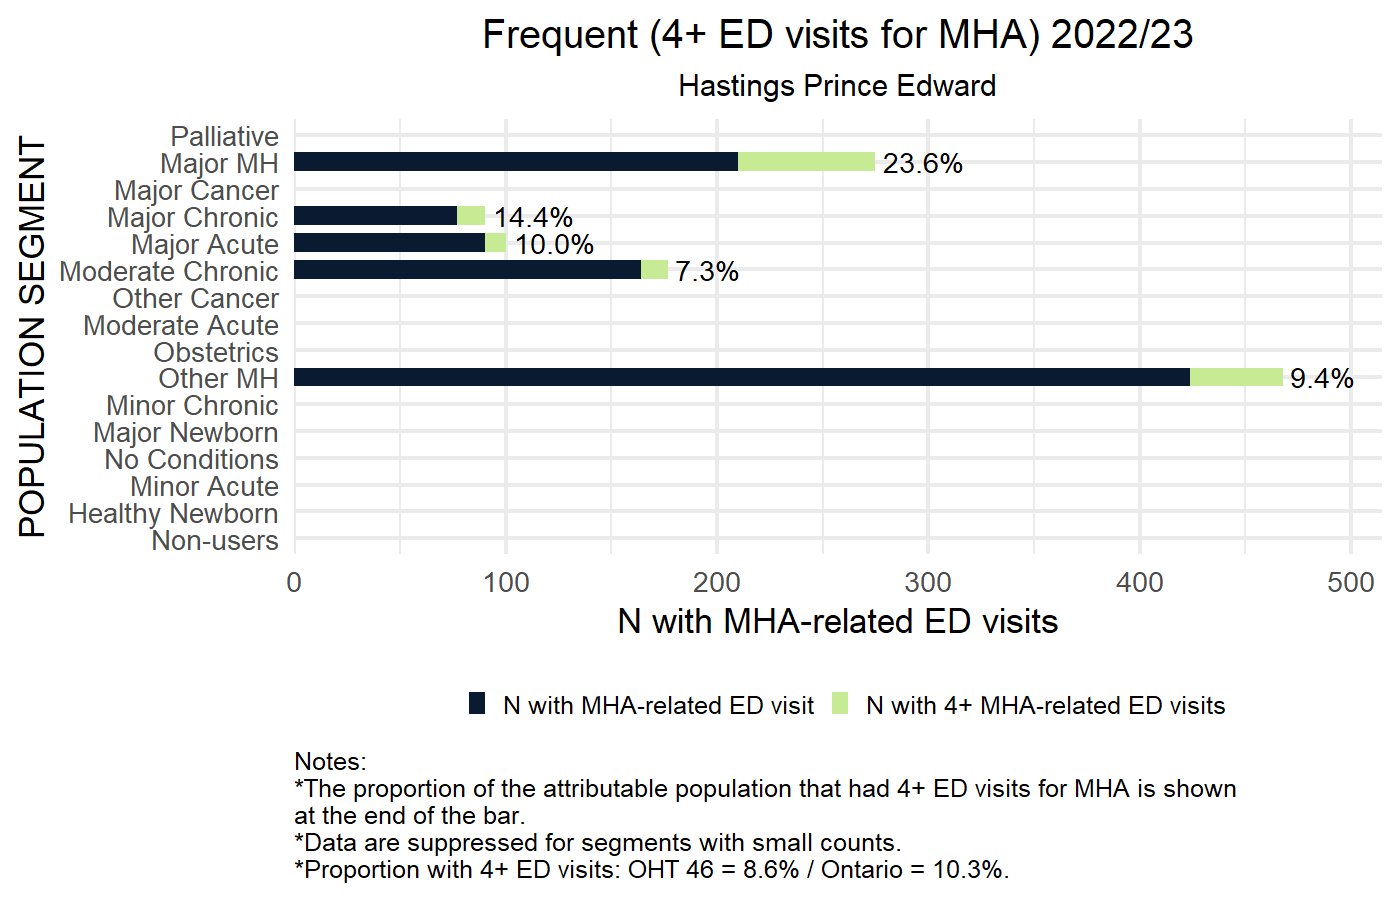 Frequent (4+ ED visits for MHA) 2022/23
Hastings Prince Edward
POPULATION SEGMENT
Palliative
Major MH 23.6%
Major Cancer
Major Chronic 14.4%
Major Acute 10.0%
Moderate Chronic 7.3%
Other Cancer
Moderate Acute
Obstetrics
Other MH 9.4%
Minor Chronic
Major Newborn
No Conditions
Minor Acute
Healthy Newborn
Non-users
0 100 200 300 400 500
N with MHA-related ED visits
N with MHA-related ED visit N with 4+ MHA-related ED visits
Notes:
*The proportion of the attributable population that had 4+ ED visits for MHA is shown
at the end of the bar.
*Data are suppressed for segments with small counts.
*Proportion with 4+ ED visits: OHT 46 = 8.6% / Ontario = 10.3%.